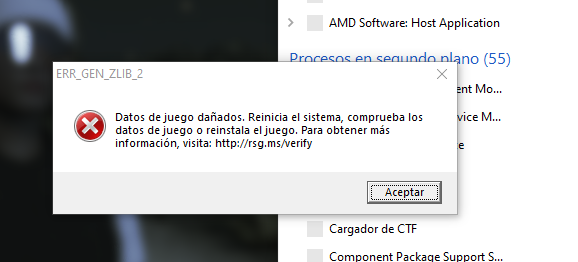 AMD Software: Host Application
Procesos en segundo plano (55)
ERR_GEN_ZLIB_2
ment Mo...
Datos de juego dañados. Reinicia el sistema, comprueba los
datos de juego o reinstala el juego. Para obtener más
información, visita: http://rsg.ms/verify
vice M...
Aceptar
Cargador de CTF
Component Package Support S...